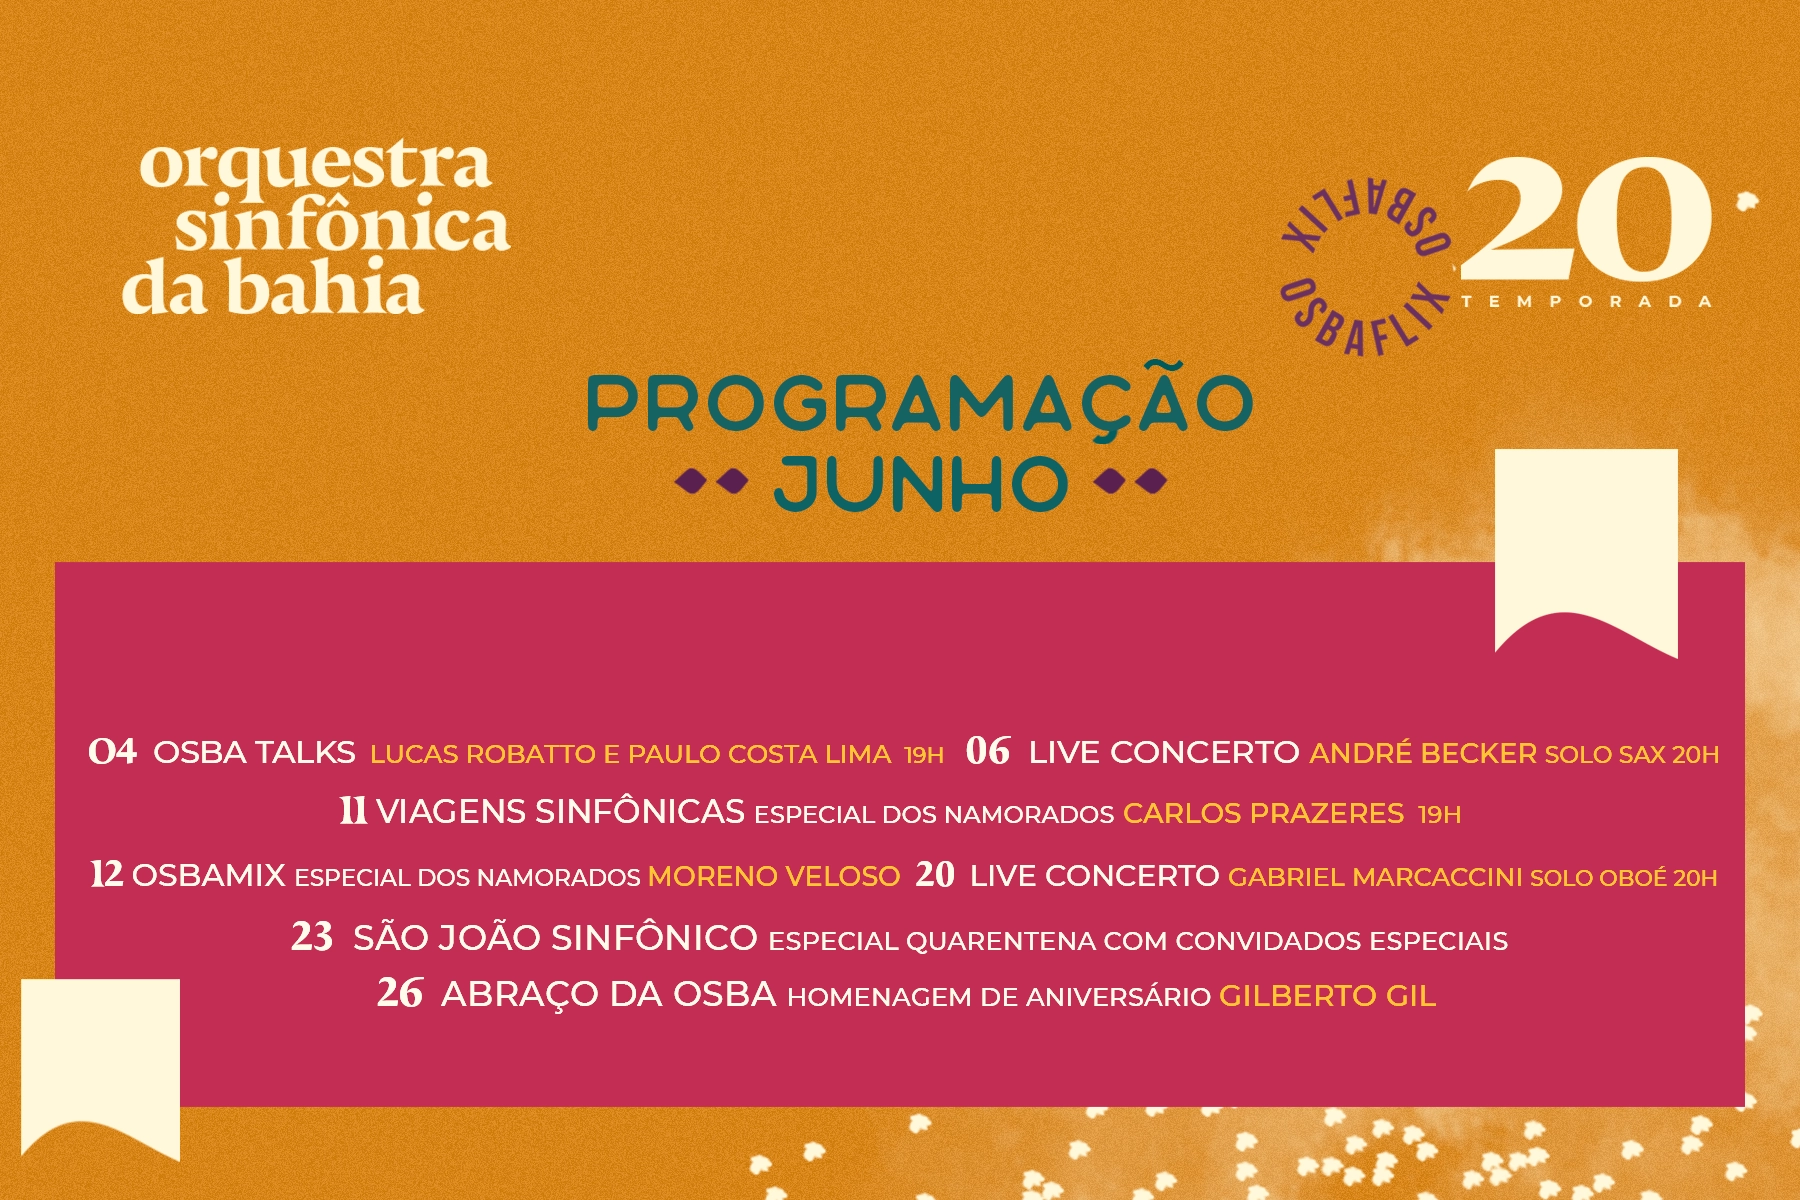 orquestra
sinfônica
da bahia
OSBAFLIX
OSBAFLIX
20
TEMPORADA
PROGRAMAÇÃO
JUNHO
04 OSBA TALKS LUCAS ROBATTO E PAULO COSTA LIMA 19H 06 LIVE CONCERTO ANDRÉ BECKER SOLO SAX 20H
11 VIAGENS SINFÔNICAS ESPECIAL DOS NAMORADOS CARLOS PRAZERES 19H
12 OSBAMIX ESPECIAL DOS NAMORADOS MORENO VELOSO 20 LIVE CONCERTO GABRIEL MARCACCINI SOLO OBOÉ 20H
23 SÃO JOÃO SINFÔNICO ESPECIAL QUARENTENA COM CONVIDADOS ESPECIAIS
26 ABRAÇO DA OSBA HOMENAGEM DE ANIVERSÁRIO GILBERTO GIL